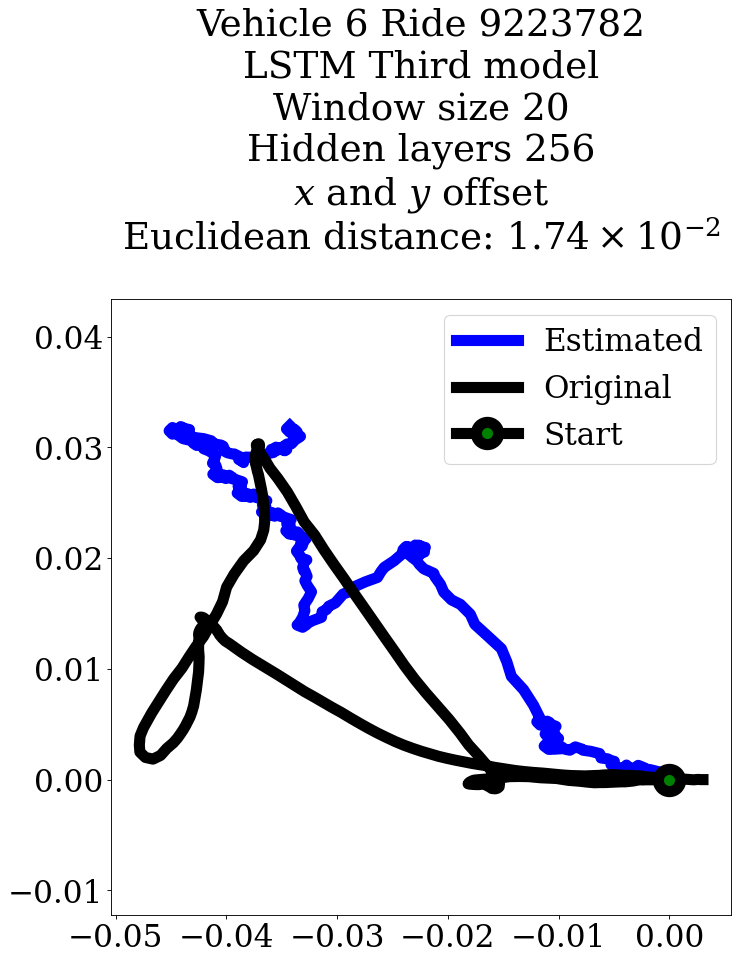 Vehicle 6 Ride 9223782
LSTM Third model
Window size 20
Hidden layers 256
x and y offset
Euclidean distance: 1.74 × 10⁻²
Estimated
Original
Start
0.04
0.03
0.02
0.01
0.00
−0.01
−0.05 −0.04 −0.03 −0.02 −0.01 0.00